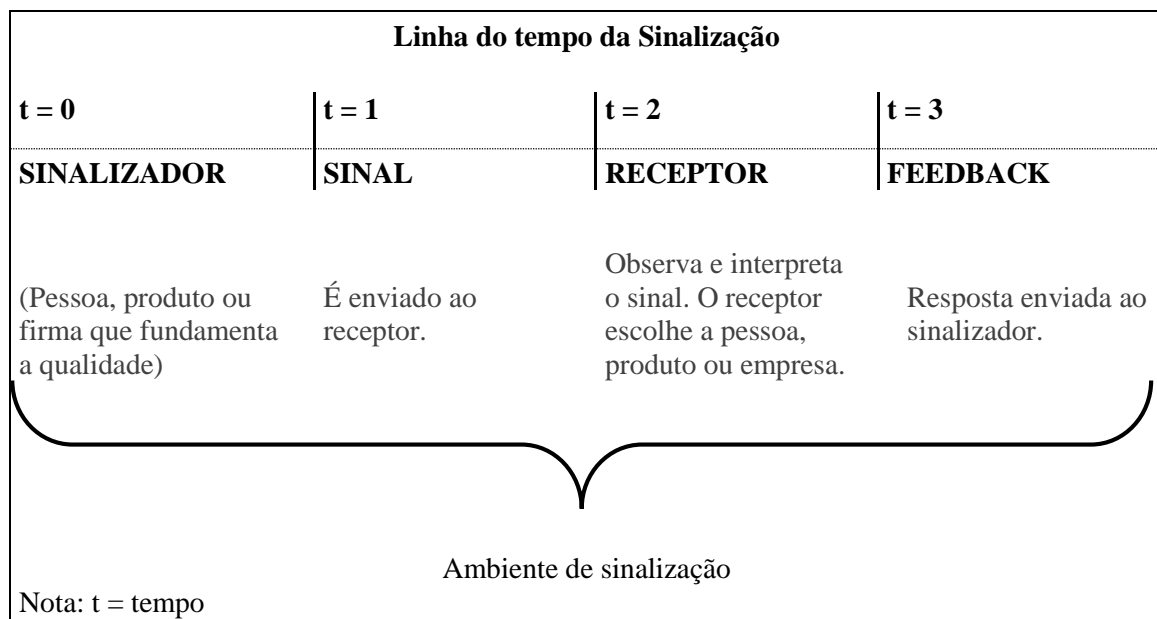 Linha do tempo da Sinalização
t = 0 t = 1 t = 2 t = 3
SINALIZADOR SINAL RECEPTOR FEEDBACK
(Pessoa, produto ou
firma que fundamenta
a qualidade)
É enviado ao
receptor.
Observa e interpreta
o sinal. O receptor
escolhe a pessoa,
produto ou empresa.
Resposta enviada ao
sinalizador.
Ambiente de sinalização
Nota: t = tempo